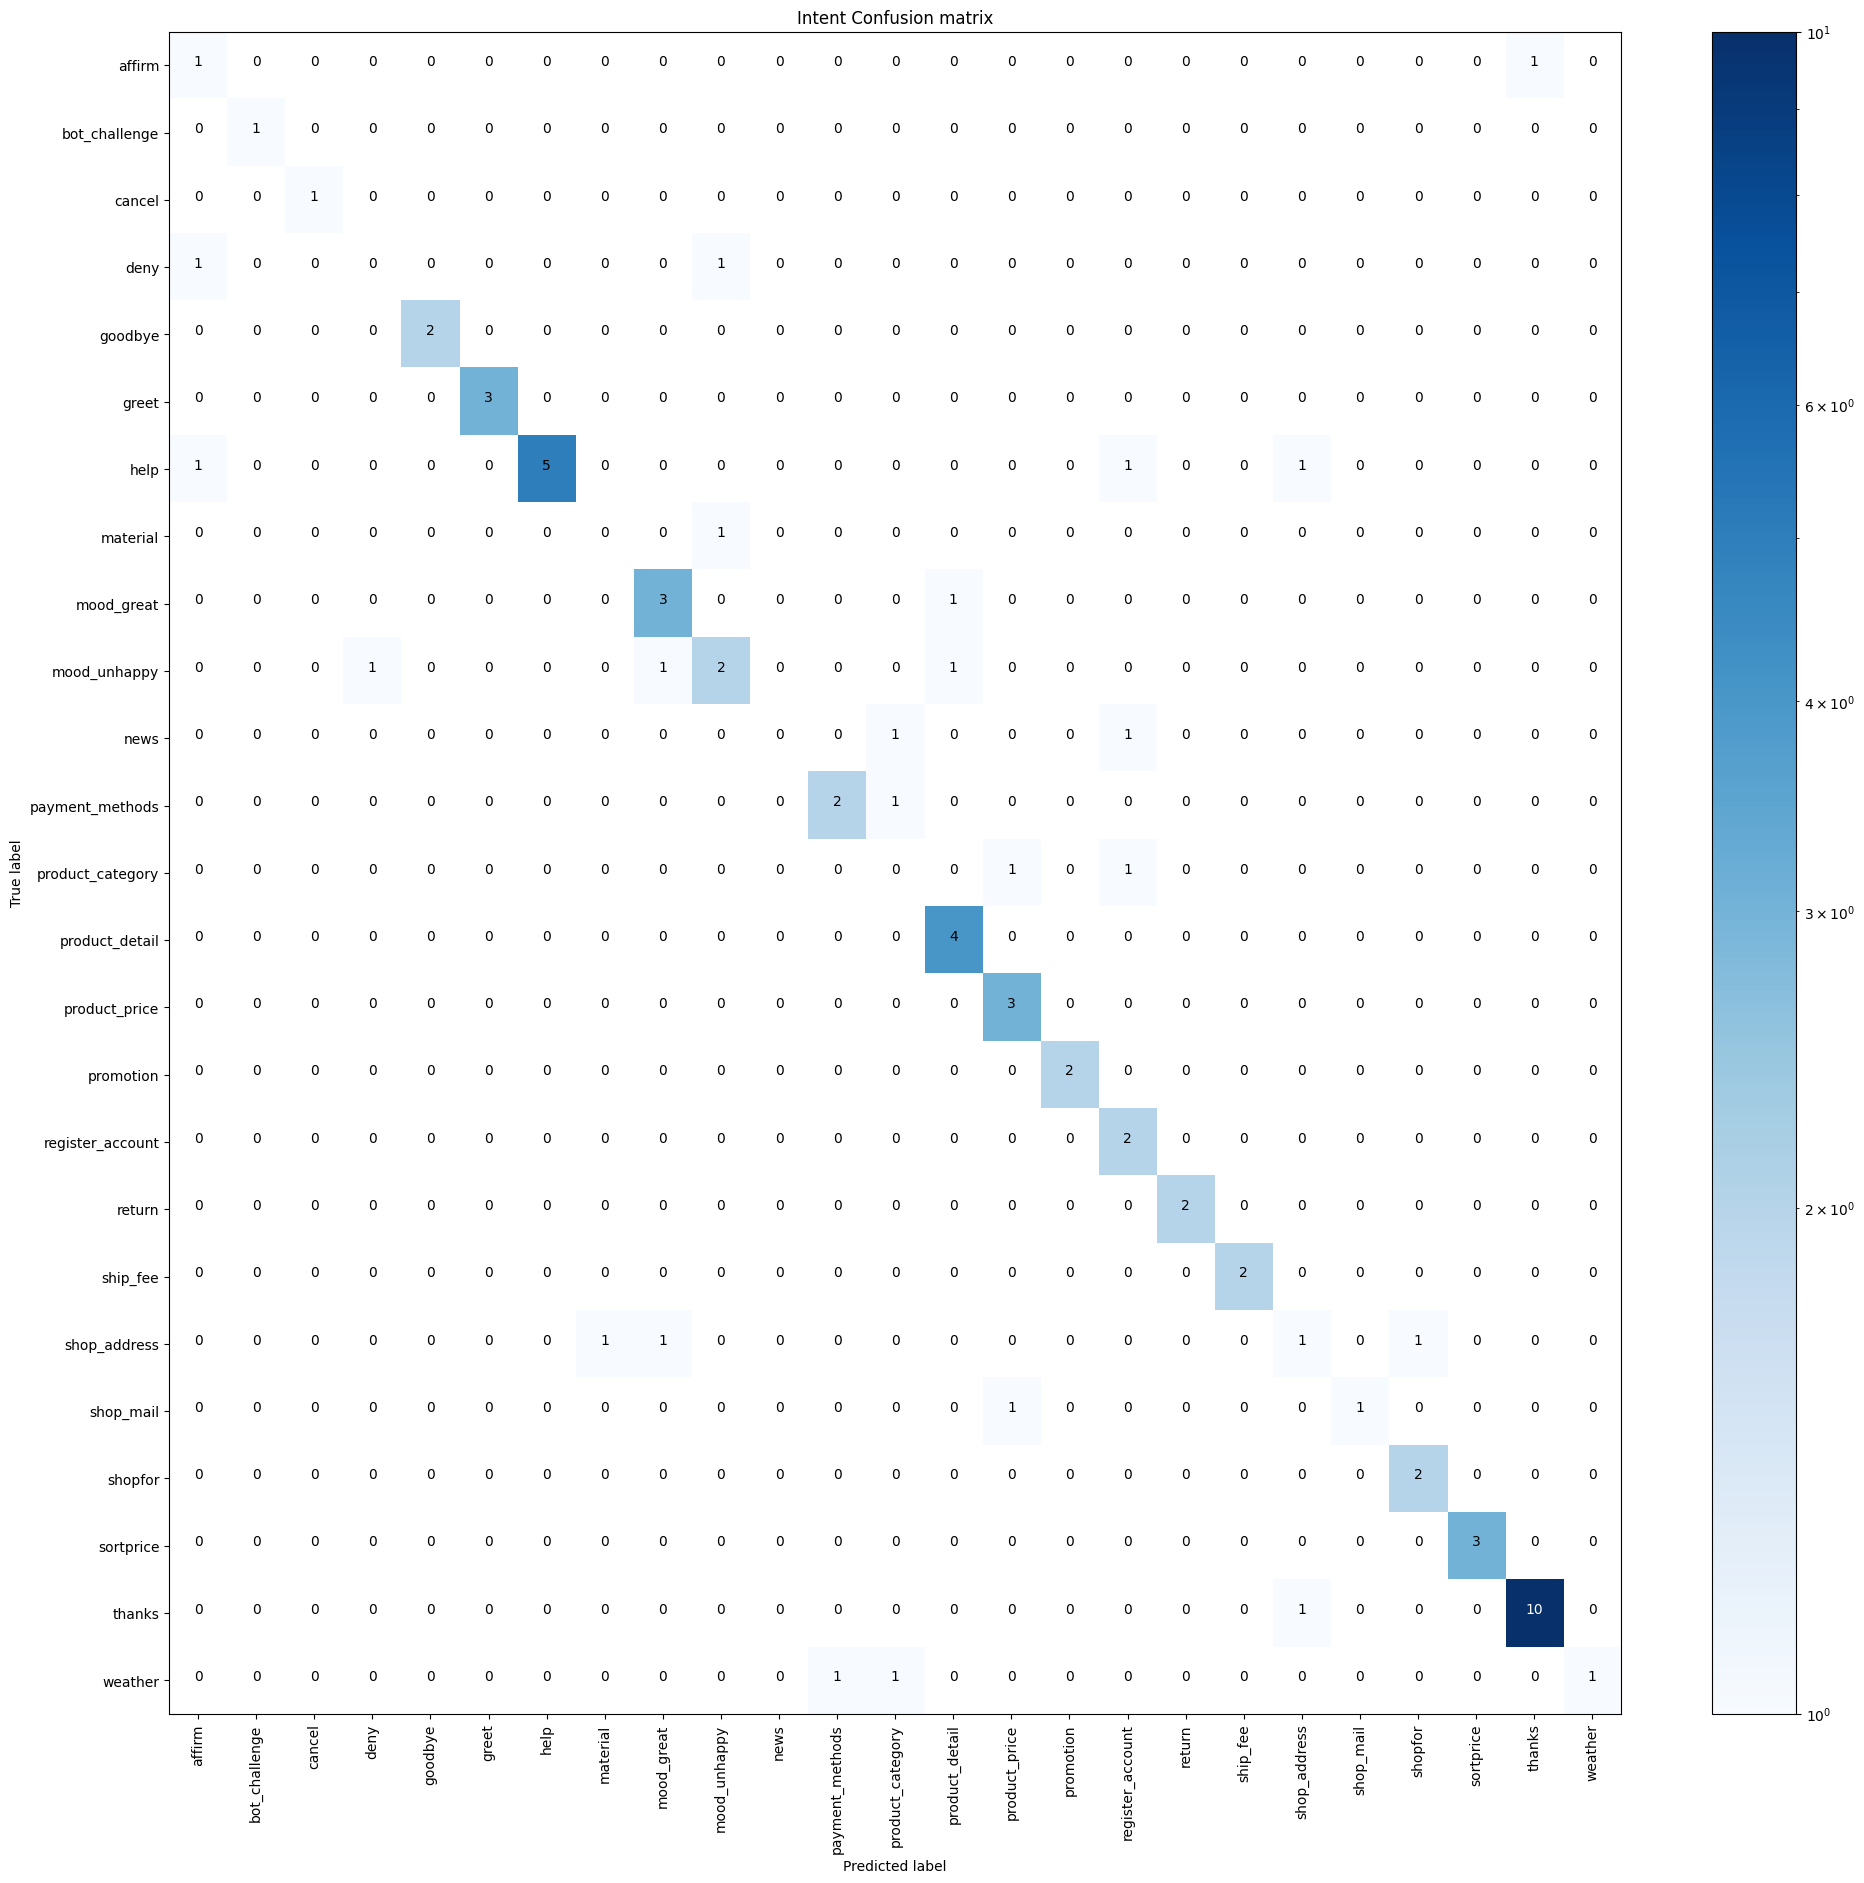 Intent Confusion matrix
affirm 1 0 0 0 0 0 0 0 0 0 0 0 0 0 0 0 0 0 0 0 0 0 0 1 0
bot_challenge 0 1 0 0 0 0 0 0 0 0 0 0 0 0 0 0 0 0 0 0 0 0 0 0 0
cancel 0 0 1 0 0 0 0 0 0 0 0 0 0 0 0 0 0 0 0 0 0 0 0 0 0
deny 1 0 0 0 0 0 0 0 0 1 0 0 0 0 0 0 0 0 0 0 0 0 0 0 0
goodbye 0 0 0 0 2 0 0 0 0 0 0 0 0 0 0 0 0 0 0 0 0 0 0 0 0
greet 0 0 0 0 0 3 0 0 0 0 0 0 0 0 0 0 0 0 0 0 0 0 0 0 0
help 1 0 0 0 0 0 5 0 0 0 0 0 0 0 0 0 1 0 0 1 0 0 0 0 0
material 0 0 0 0 0 0 0 0 0 1 0 0 0 0 0 0 0 0 0 0 0 0 0 0 0
mood_great 0 0 0 0 0 0 0 0 3 0 0 0 0 1 0 0 0 0 0 0 0 0 0 0 0
mood_unhappy 0 0 0 1 0 0 0 0 1 2 0 0 0 1 0 0 0 0 0 0 0 0 0 0 0
news 0 0 0 0 0 0 0 0 0 0 0 0 1 0 0 0 1 0 0 0 0 0 0 0 0
payment_methods 0 0 0 0 0 0 0 0 0 0 0 2 1 0 0 0 0 0 0 0 0 0 0 0 0
product_category 0 0 0 0 0 0 0 0 0 0 0 0 0 0 1 0 1 0 0 0 0 0 0 0 0
product_detail 0 0 0 0 0 0 0 0 0 0 0 0 0 4 0 0 0 0 0 0 0 0 0 0 0
product_price 0 0 0 0 0 0 0 0 0 0 0 0 0 0 3 0 0 0 0 0 0 0 0 0 0
promotion 0 0 0 0 0 0 0 0 0 0 0 0 0 0 0 2 0 0 0 0 0 0 0 0 0
register_account 0 0 0 0 0 0 0 0 0 0 0 0 0 0 0 0 2 0 0 0 0 0 0 0 0
return 0 0 0 0 0 0 0 0 0 0 0 0 0 0 0 0 0 2 0 0 0 0 0 0 0
ship_fee 0 0 0 0 0 0 0 0 0 0 0 0 0 0 0 0 0 0 2 0 0 0 0 0 0
shop_address 0 0 0 0 0 0 0 1 1 0 0 0 0 0 0 0 0 0 0 1 0 1 0 0 0
shop_mail 0 0 0 0 0 0 0 0 0 0 0 0 0 0 1 0 0 0 0 0 1 0 0 0 0
shopfor 0 0 0 0 0 0 0 0 0 0 0 0 0 0 0 0 0 0 0 0 0 2 0 0 0
sortprice 0 0 0 0 0 0 0 0 0 0 0 0 0 0 0 0 0 0 0 0 0 0 3 0 0
thanks 0 0 0 0 0 0 0 0 0 0 0 0 0 0 0 0 0 0 0 1 0 0 0 10 0
weather 0 0 0 0 0 0 0 0 0 0 0 1 1 0 0 0 0 0 0 0 0 0 0 0 1
True label
affirm
bot_challenge
cancel
deny
goodbye
greet
help
material
mood_great
mood_unhappy
news
payment_methods
product_category
product_detail
product_price
promotion
register_account
return
ship_fee
shop_address
shop_mail
shopfor
sortprice
thanks
weather
Predicted label
10¹
6 × 10⁰
4 × 10⁰
3 × 10⁰
2 × 10⁰
10⁰